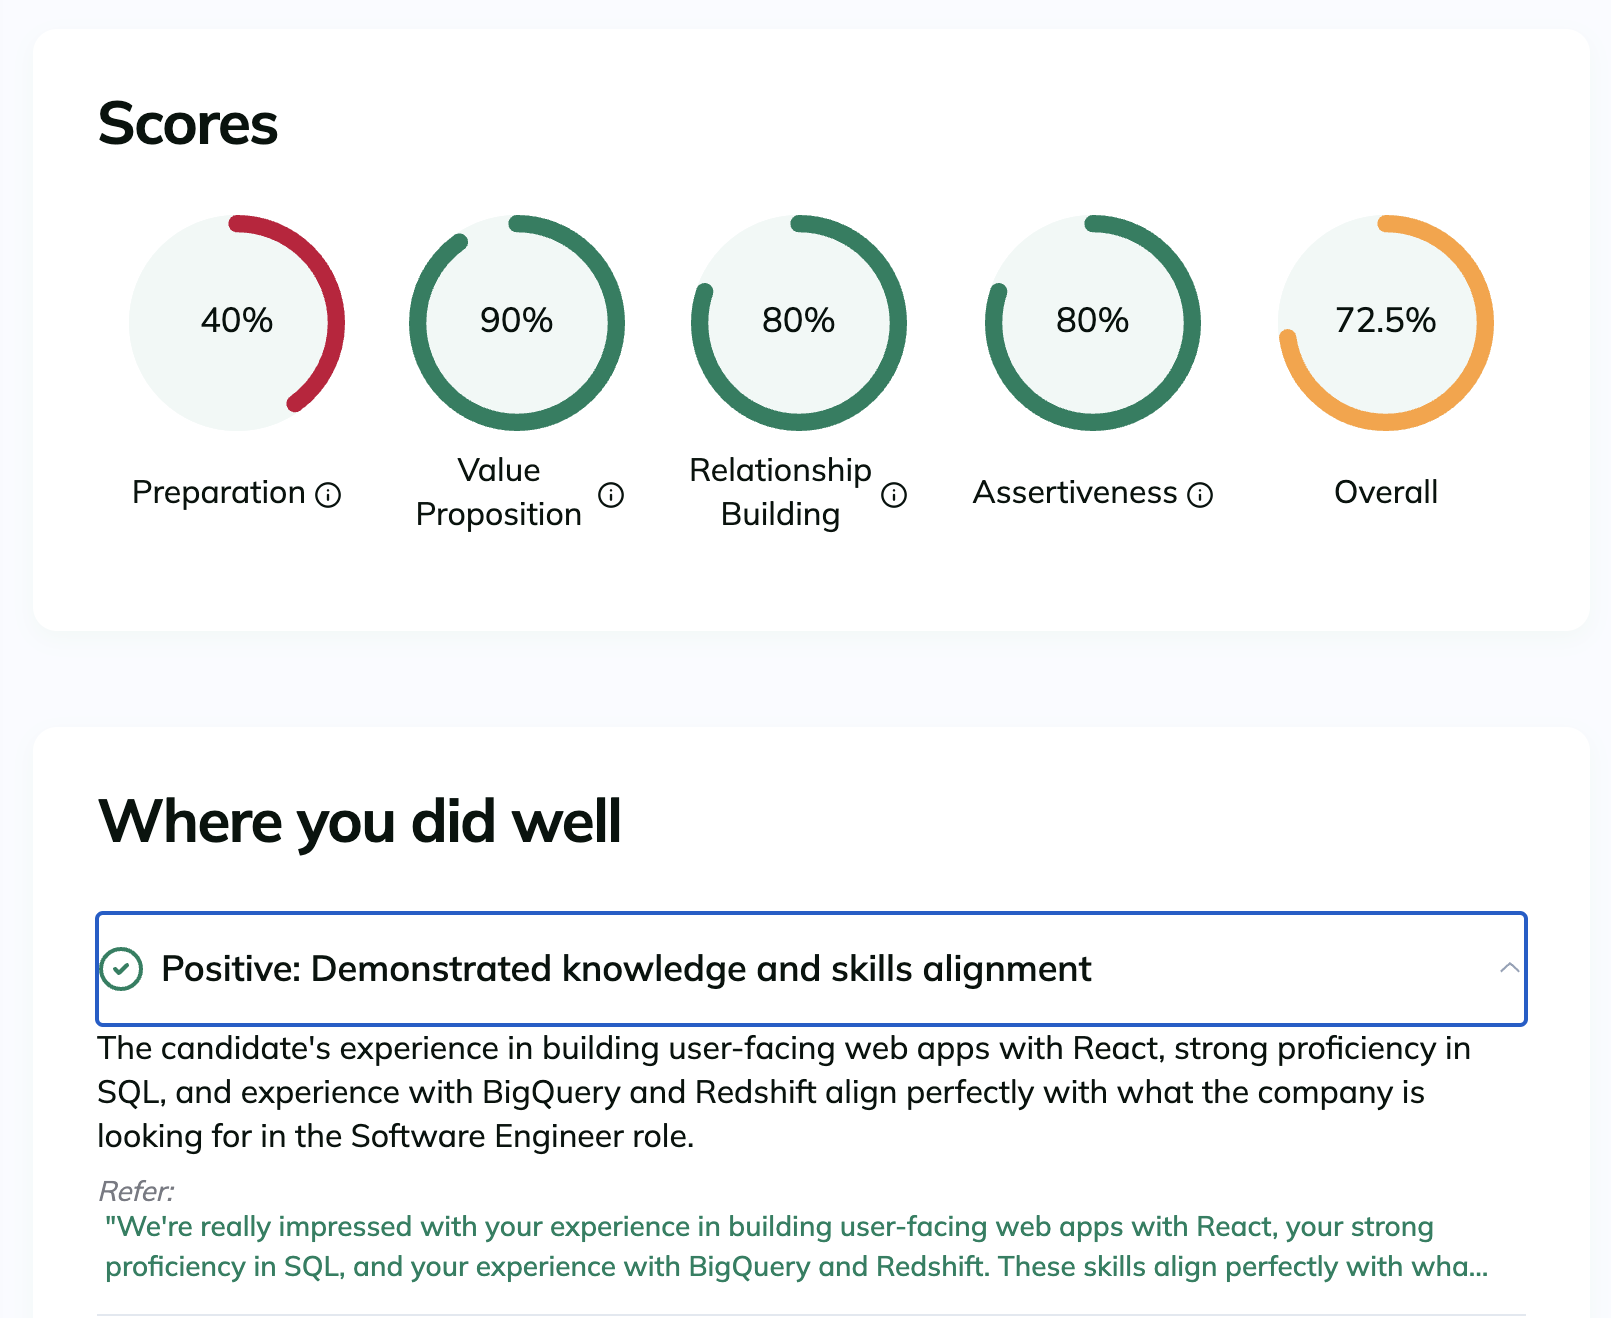 Scores
40%
90%
80%
80%
72.5%
Preparation
Value
Proposition
Relationship
Building
Assertiveness
Overall
Where you did well
Positive: Demonstrated knowledge and skills alignment
The candidate's experience in building user-facing web apps with React, strong proficiency in
SQL, and experience with BigQuery and Redshift align perfectly with what the company is
looking for in the Software Engineer role.
Refer:
"We're really impressed with your experience in building user-facing web apps with React, your strong
proficiency in SQL, and your experience with BigQuery and Redshift. These skills align perfectly with wha...